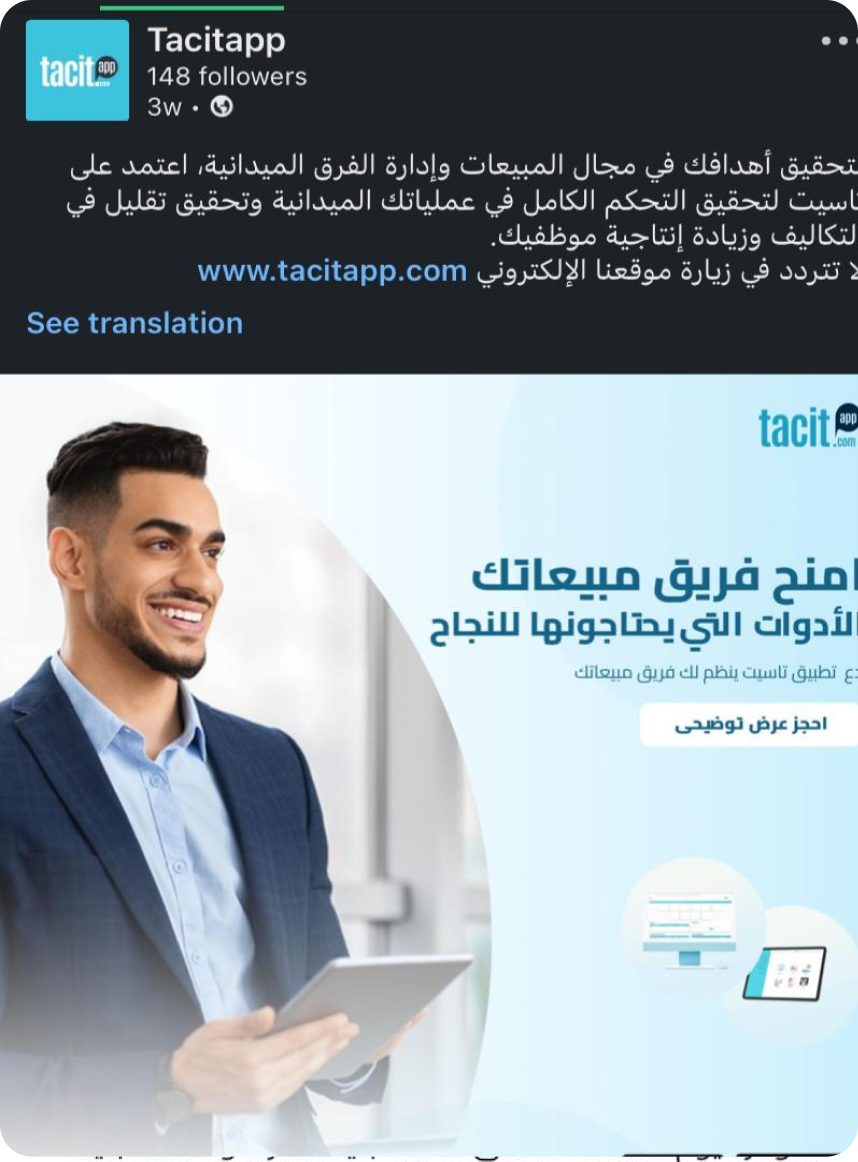 tacit app .com
Tacitapp
148 followers
3w •
لتحقيق أهدافك في مجال المبيعات وإدارة الفرق الميدانية، اعتمد على
تاسيت لتحقيق التحكم الكامل في عملياتك الميدانية وتحقيق تقليل في
التكاليف وزيادة إنتاجية موظفيك.
لا تتردد في زيارة موقعنا الإلكتروني www.tacitapp.com
See translation
tacit app .com
امنح فريق مبيعاتك
الأدوات التي يحتاجونها للنجاح
دع تطبيق تاسيت ينظم لك فريق مبيعاتك
احجز عرض توضيحى